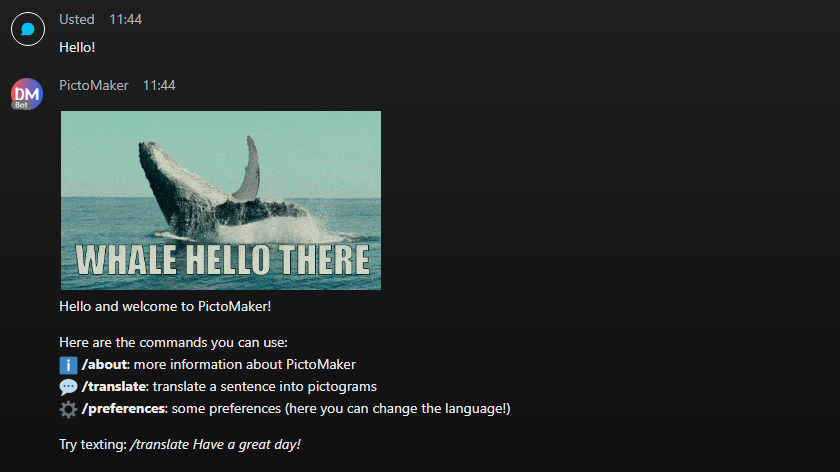 Usted 11:44
Hello!
DM
Bot
PictoMaker 11:44
WHALE HELLO THERE
Hello and welcome to PictoMaker!
Here are the commands you can use:
ℹ️ /about: more information about PictoMaker
💬 /translate: translate a sentence into pictograms
⚙️ /preferences: some preferences (here you can change the language!)
Try texting: /translate Have a great day!